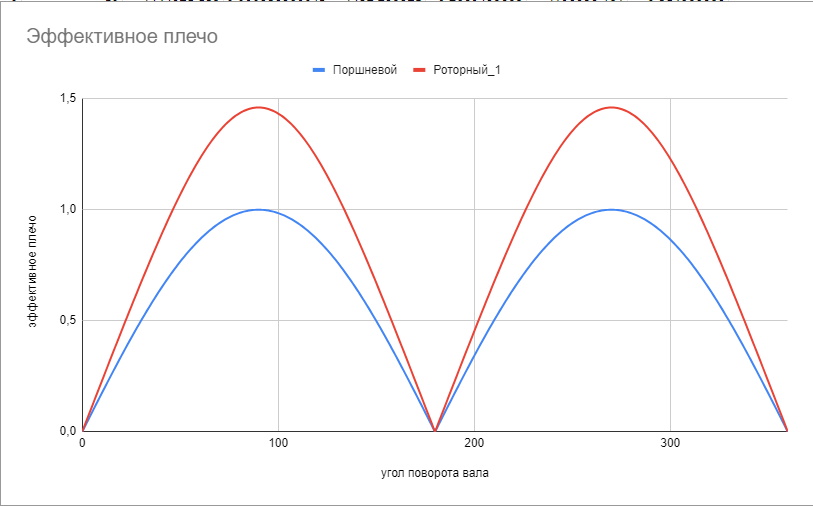 Эффективное плечо
Поршневой Роторный_1
1,5
1,0
0,5
0,0
эффективное плечо
0 100 200 300
угол поворота вала